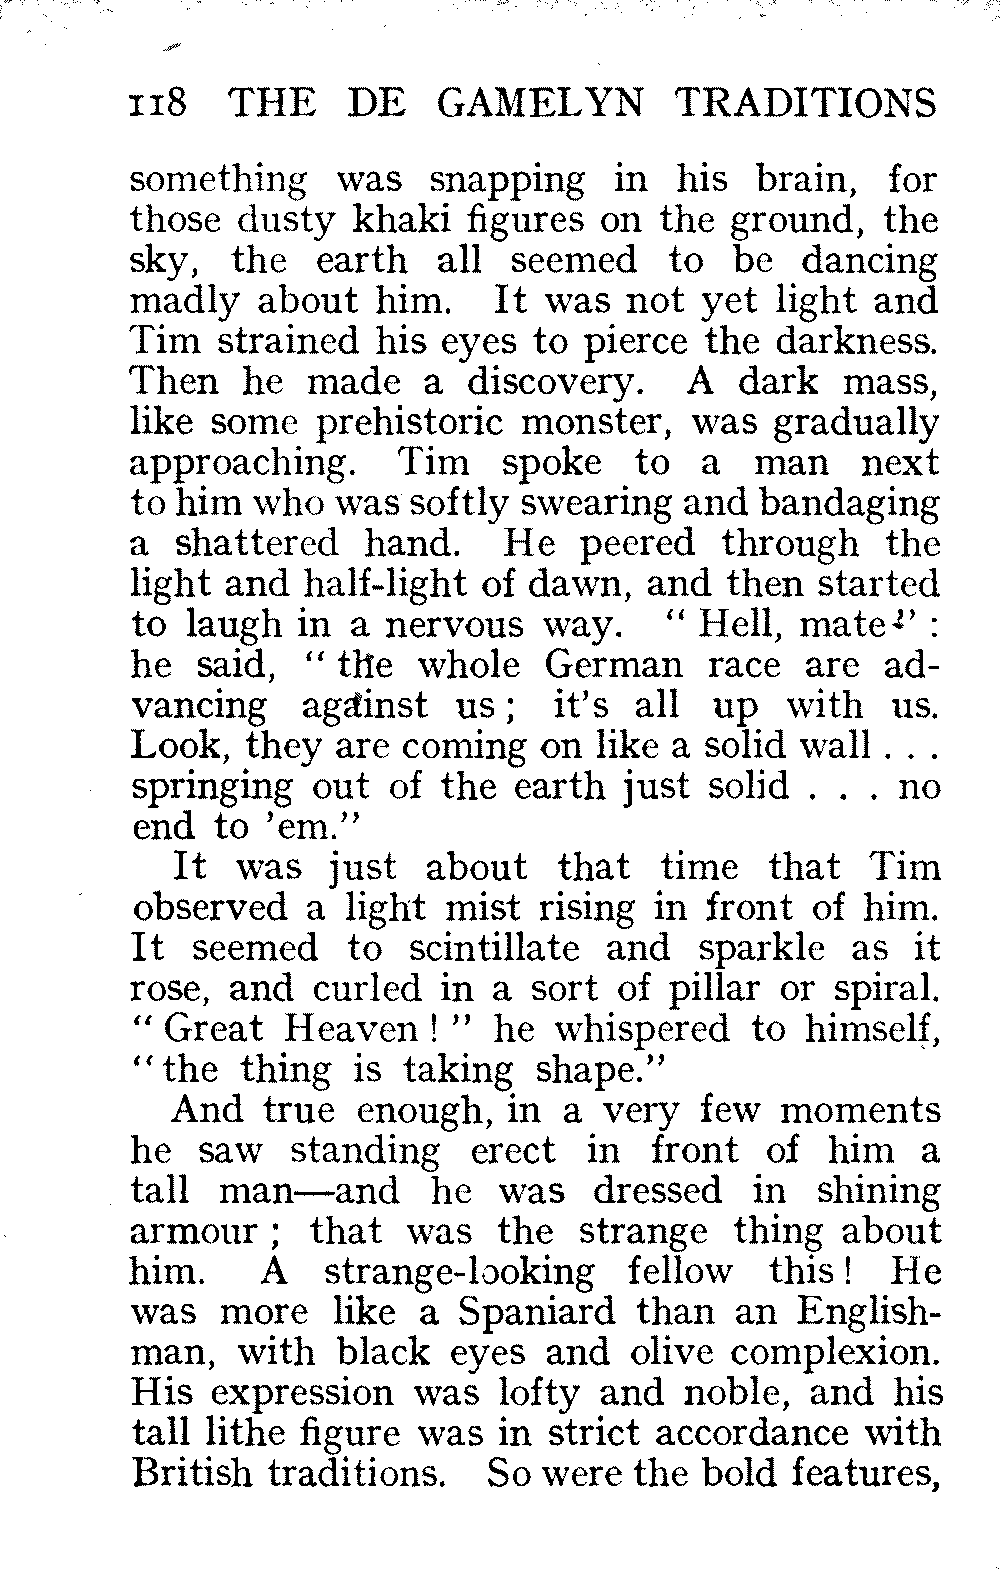 118 THE DE GAMELYN TRADITIONS
something was snapping in his brain, for
those dusty khaki figures on the ground, the
sky, the earth all seemed to be dancing
madly about him. It was not yet light and
Tim strained his eyes to pierce the darkness.
Then he made a discovery. A dark mass,
like some prehistoric monster, was gradually
approaching. Tim spoke to a man next
to him who was softly swearing and bandaging
a shattered hand. He peered through the
light and half-light of dawn, and then started
to laugh in a nervous way. " Hell, mate!" :
he said, " the whole German race are ad-
vancing against us ; it's all up with us.
Look, they are coming on like a solid wall . . .
springing out of the earth just solid . . . no
end to 'em."
It was just about that time that Tim
observed a light mist rising in front of him.
It seemed to scintillate and sparkle as it
rose, and curled in a sort of pillar or spiral.
" Great Heaven ! " he whispered to himself,
" the thing is taking shape."
And true enough, in a very few moments
he saw standing erect in front of him a
tall man—and he was dressed in shining
armour ; that was the strange thing about
him. A strange-looking fellow this ! He
was more like a Spaniard than an English-
man, with black eyes and olive complexion.
His expression was lofty and noble, and his
tall lithe figure was in strict accordance with
British traditions. So were the bold features,